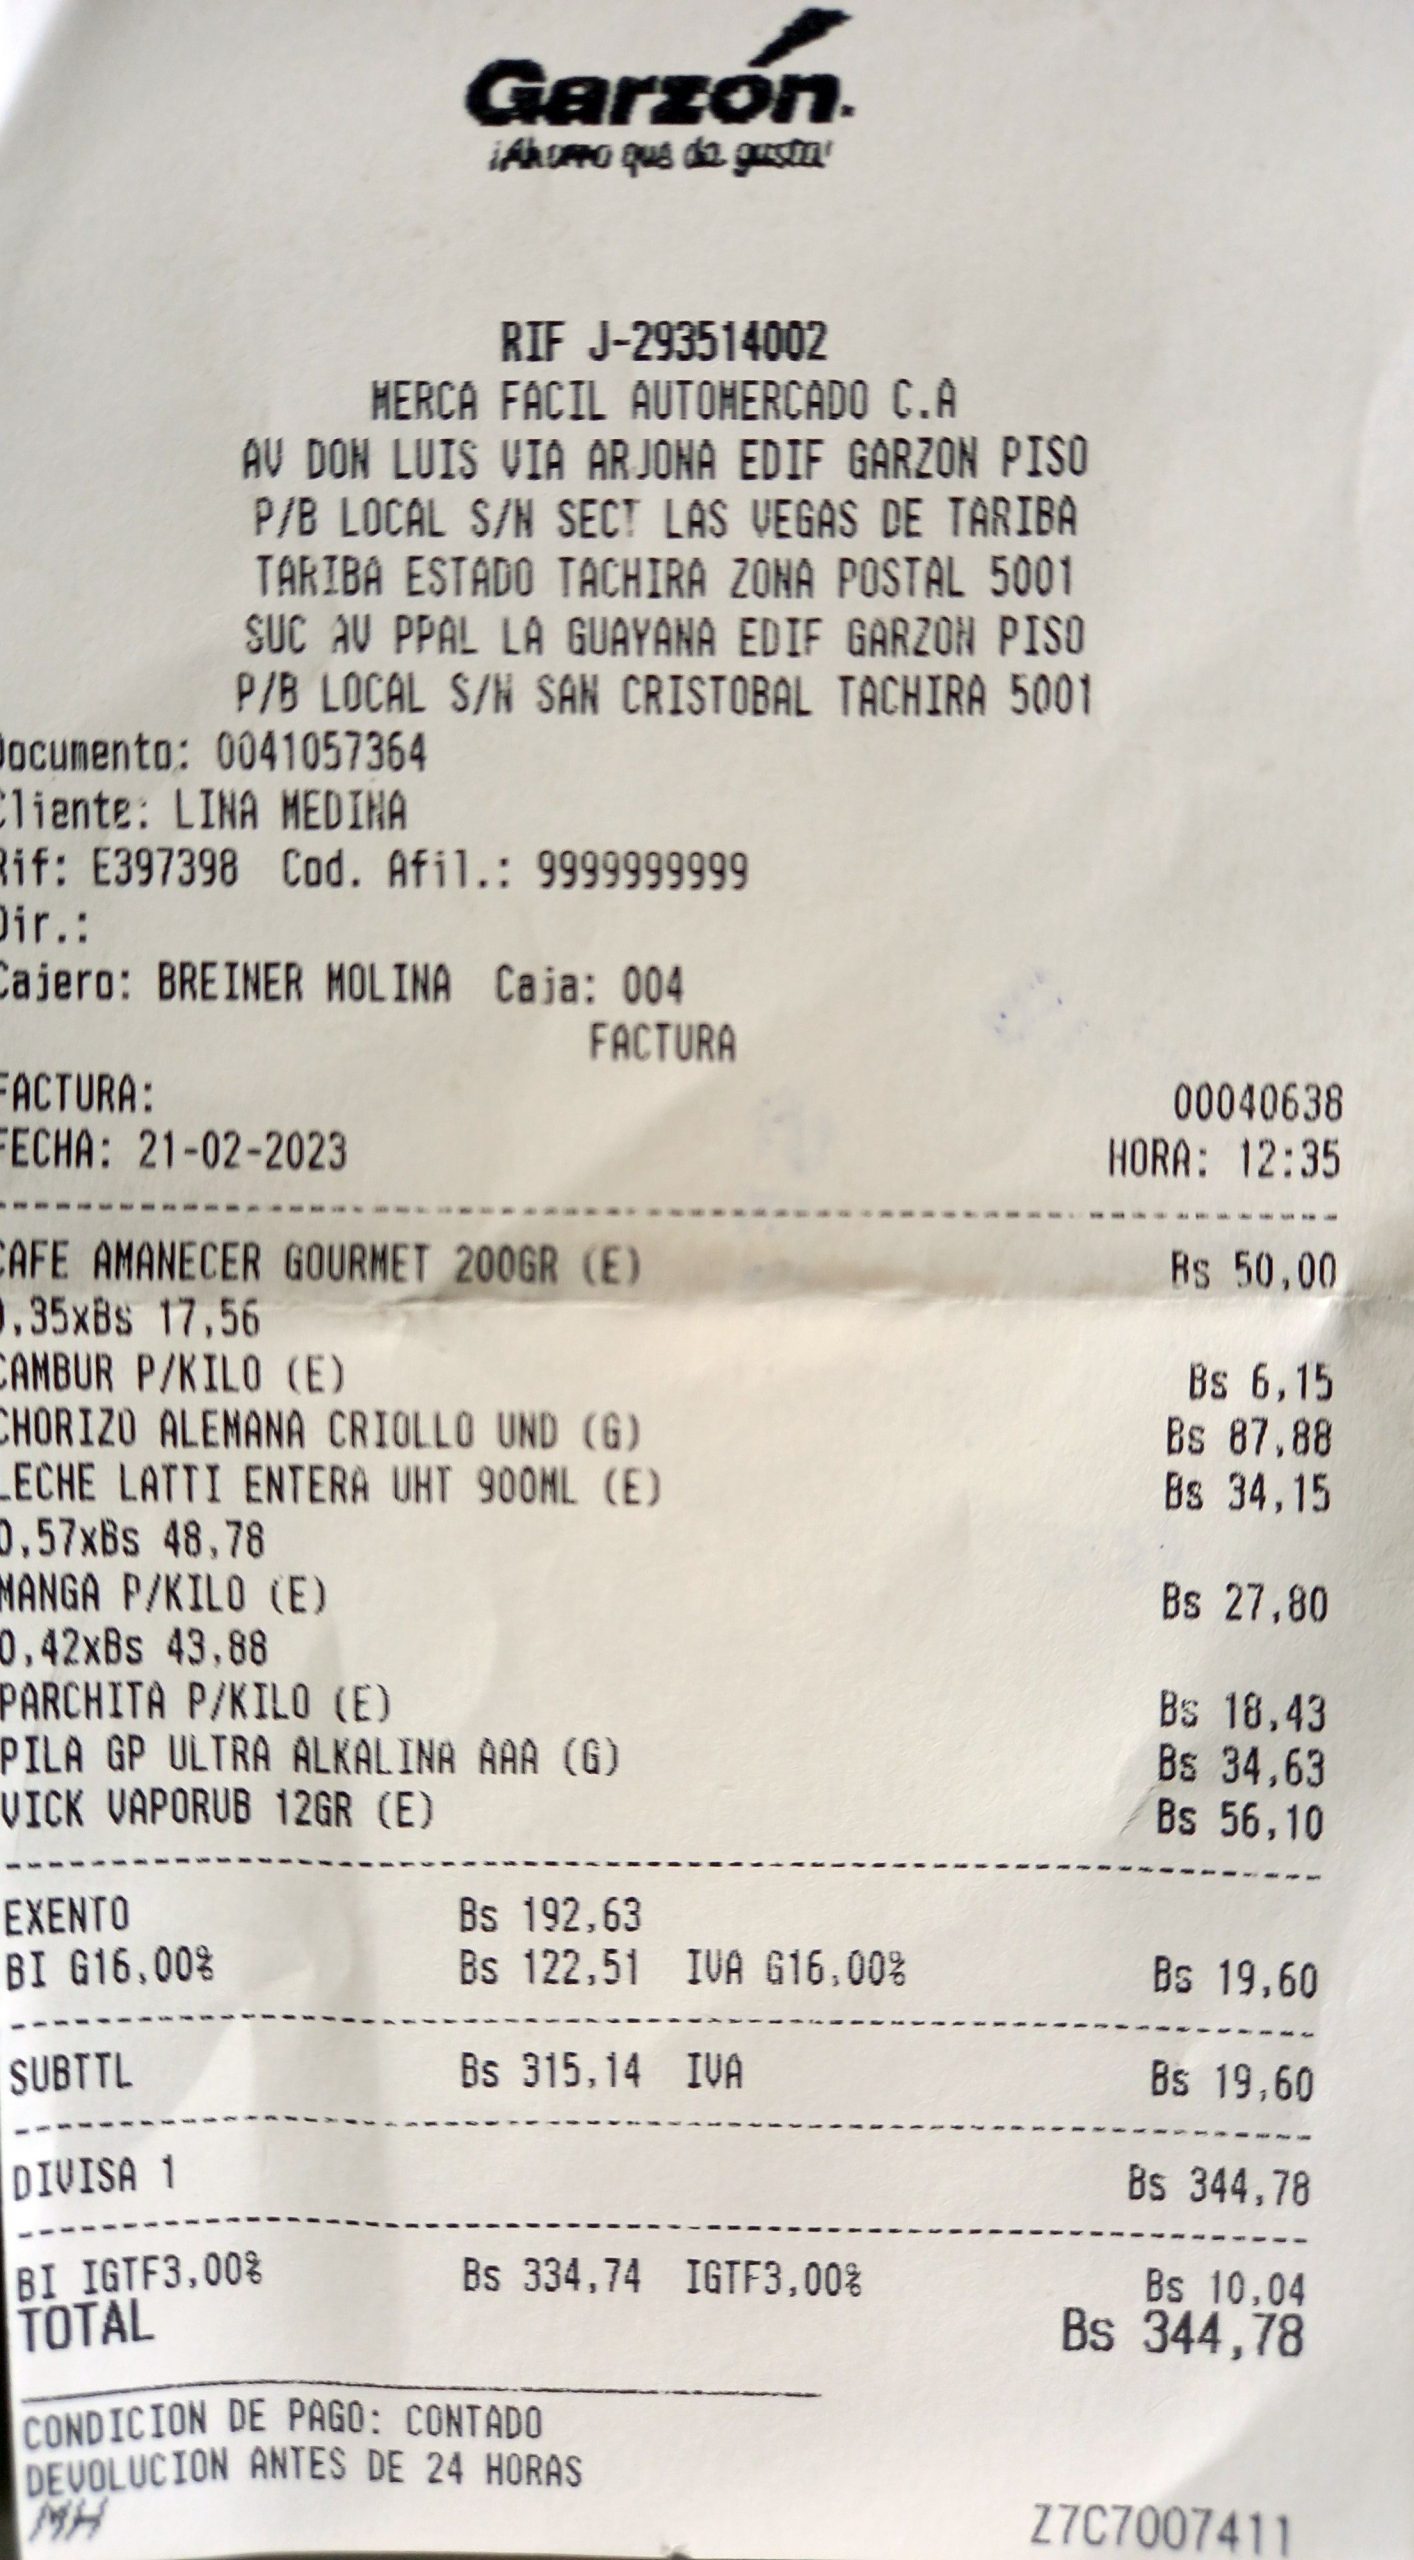 Garzón.
¡Ahorro que da gusto!
RIF J-293514002
MERCA FACIL AUTOMERCADO C.A
AV DON LUIS VIA ARJONA EDIF GARZON PISO
P/B LOCAL S/N SECT LAS VEGAS DE TARIBA
TARIBA ESTADO TACHIRA ZONA POSTAL 5001
SUC AV PPAL LA GUAYANA EDIF GARZON PISO
P/B LOCAL S/N SAN CRISTOBAL TACHIRA 5001
Documento: 0041057364
Cliente: LINA MEDINA
Rif: E397398 Cod. Afil.: 9999999999
Dir.:
Cajero: BREINER MOLINA Caja: 004
FACTURA
FACTURA: 00040638
FECHA: 21-02-2023 HORA: 12:35
CAFE AMANECER GOURMET 200GR (E) Bs 50,00
0,35xBs 17,56
CAMBUR P/KILO (E) Bs 6,15
CHORIZO ALEMANA CRIOLLO UND (G) Bs 87,88
LECHE LATTI ENTERA UHT 900ML (E) Bs 34,15
0,57xBs 48,78
MANGA P/KILO (E) Bs 27,80
0,42xBs 43,88
PARCHITA P/KILO (E) Bs 18,43
PILA GP ULTRA ALKALINA AAA (G) Bs 34,63
VICK VAPORUB 12GR (E) Bs 56,10
EXENTO Bs 192,63
BI G16,00% Bs 122,51 IVA G16,00% Bs 19,60
SUBTTL Bs 315,14 IVA Bs 19,60
DIVISA 1 Bs 344,78
BI IGTF3,00% Bs 334,74 IGTF3,00% Bs 10,04
TOTAL Bs 344,78
CONDICION DE PAGO: CONTADO
DEVOLUCION ANTES DE 24 HORAS
MH Z7C7007411